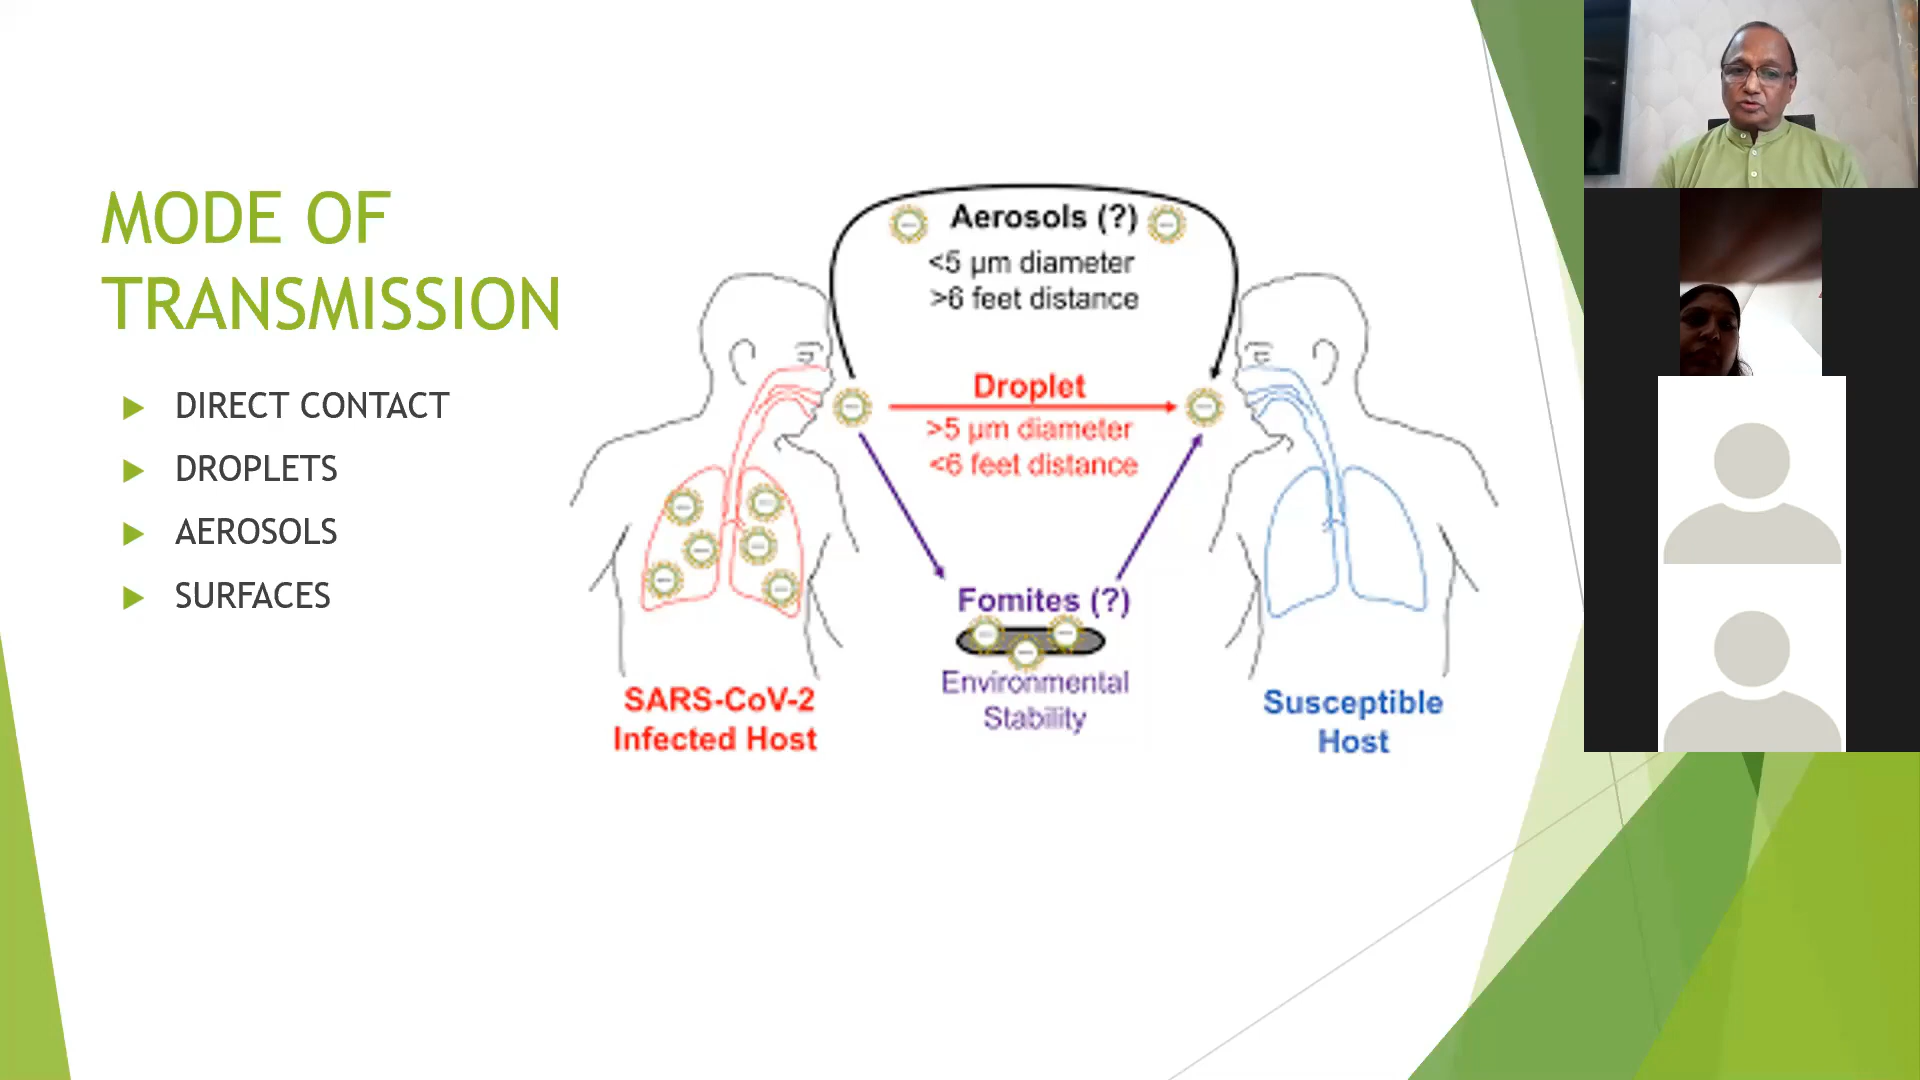 MODE OF
TRANSMISSION
DIRECT CONTACT
DROPLETS
AEROSOLS
SURFACES
Aerosols (?)
<5 µm diameter
>6 feet distance
Droplet
>5 µm diameter
<6 feet distance
Fomites (?)
Environmental
Stability
SARS-CoV-2
Infected Host
Susceptible
Host